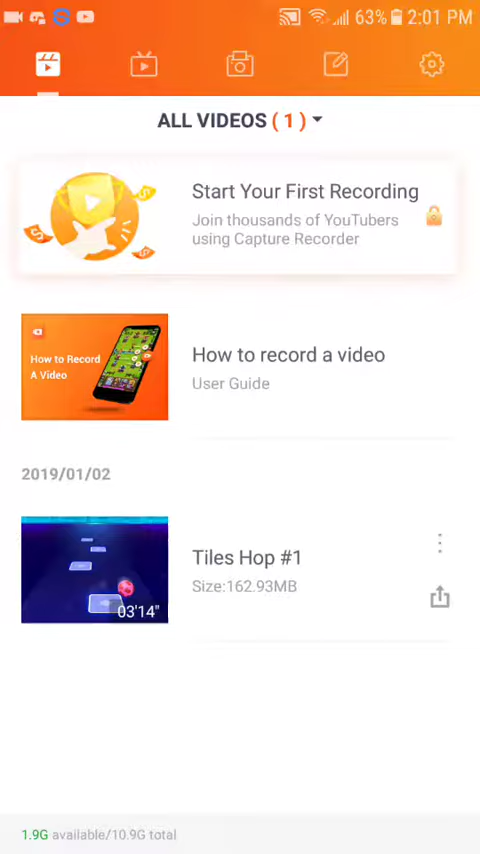 63% 2:01 PM
ALL VIDEOS ( 1 )
Start Your First Recording
Join thousands of YouTubers
using Capture Recorder
How to Record
A Video
How to record a video
User Guide
2019/01/02
03'14"
Tiles Hop #1
Size:162.93MB
1.9G available/10.9G total